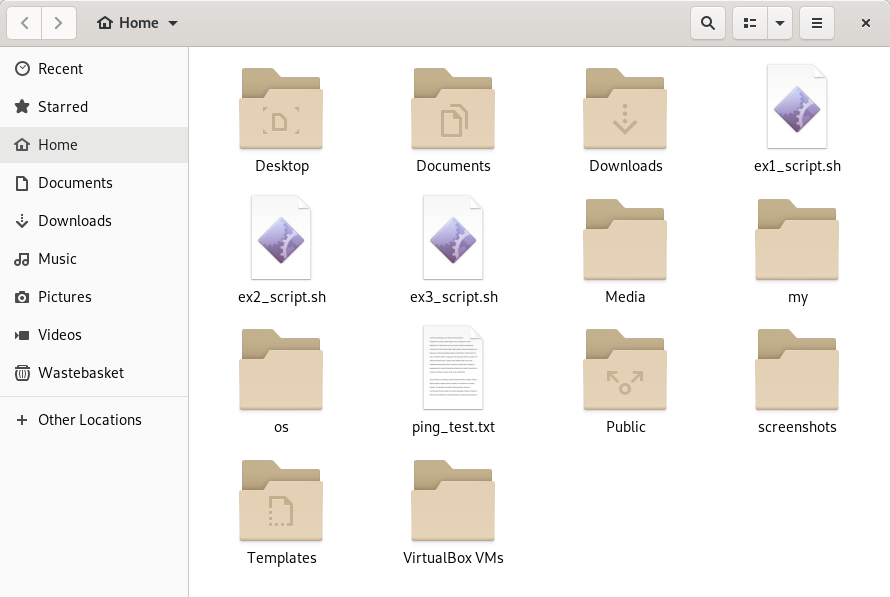 Home
Recent
Starred
Home
Documents
Downloads
Music
Pictures
Videos
Wastebasket
Other Locations
Desktop
Documents
Downloads
ex1_script.sh
ex2_script.sh
ex3_script.sh
Media
my
os
ping_test.txt
Public
screenshots
Templates
VirtualBox VMs